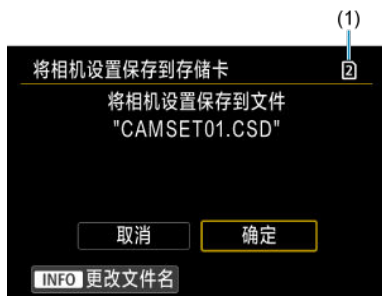 (1)
将相机设置保存到存储卡 2
将相机设置保存到文件
"CAMSET01.CSD"
取消 确定
INFO 更改文件名